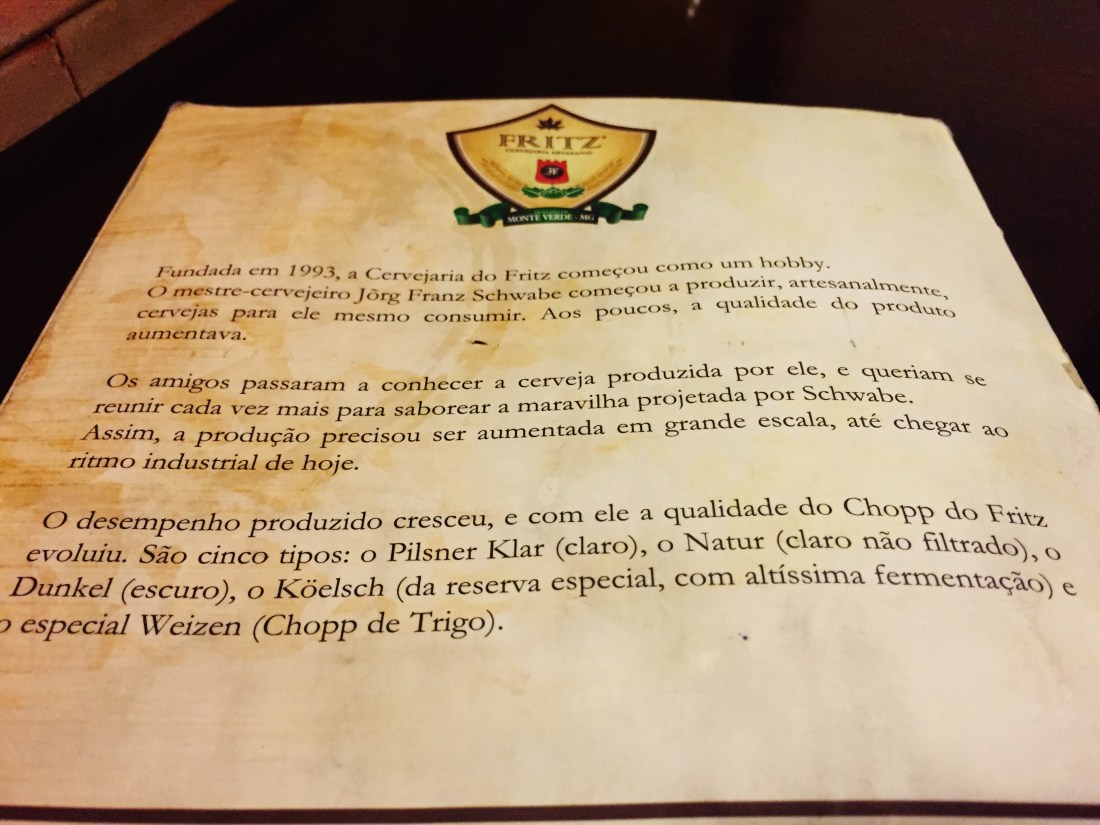 FRITZ
CERVEJARIA ARTESANAL
MONTE VERDE - MG
Fundada em 1993, a Cervejaria do Fritz começou como um hobby.
O mestre-cervejeiro Jõrg Franz Schwabe começou a produzir, artesanalmente,
cervejas para ele mesmo consumir. Aos poucos, a qualidade do produto
aumentava.
Os amigos passaram a conhecer a cerveja produzida por ele, e queriam se
reunir cada vez mais para saborear a maravilha projetada por Schwabe.
Assim, a produção precisou ser aumentada em grande escala, até chegar ao
ritmo industrial de hoje.
O desempenho produzido cresceu, e com ele a qualidade do Chopp do Fritz
evoluiu. São cinco tipos: o Pilsner Klar (claro), o Natur (claro não filtrado), o
Dunkel (escuro), o Köelsch (da reserva especial, com altíssima fermentação) e
o especial Weizen (Chopp de Trigo).